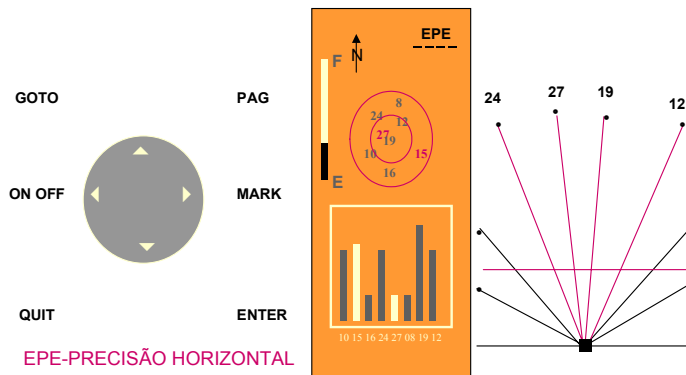 GOTO
PAG
ON OFF
MARK
QUIT
ENTER
EPE-PRECISÃO HORIZONTAL
EPE
N
F
E
8
24
12
27
19
10
15
16
10 15 16 24 27 08 19 12
24
27
19
12